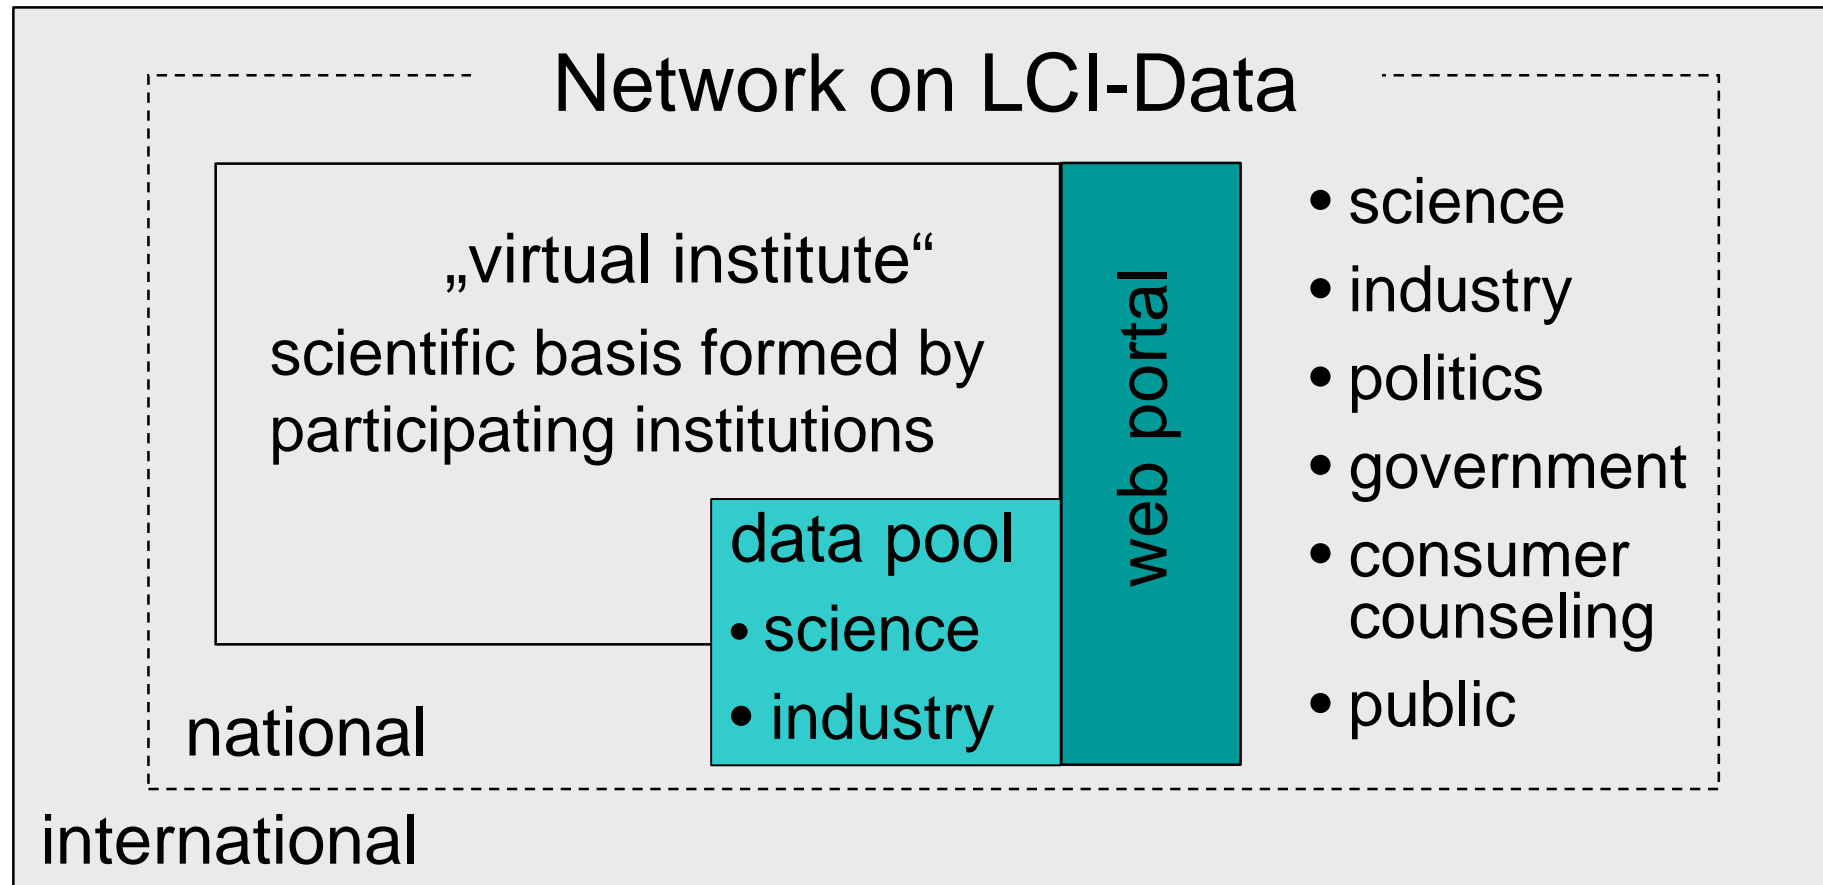 Network on LCI-Data
„virtual institute“
scientific basis formed by
participating institutions
data pool
• science
• industry
web portal
• science
• industry
• politics
• government
• consumer
counseling
• public
national
international